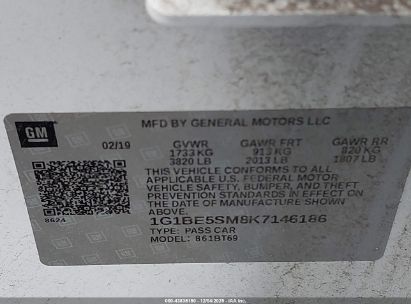 GM
MFD BY GENERAL MOTORS LLC
02/19 GVWR GAWR FRT GAWR RR
1733 KG 913 KG 820 KG
3820 LB 2013 LB 1807 LB
THIS VEHICLE CONFORMS TO ALL
APPLICABLE U.S. FEDERAL MOTOR
VEHICLE SAFETY, BUMPER, AND THEFT
PREVENTION STANDARDS IN EFFECT ON
THE DATE OF MANUFACTURE SHOWN
ABOVE.
8624 1G1BE5SM8K7146186
TYPE: PASS CAR
MODEL: 861BT69